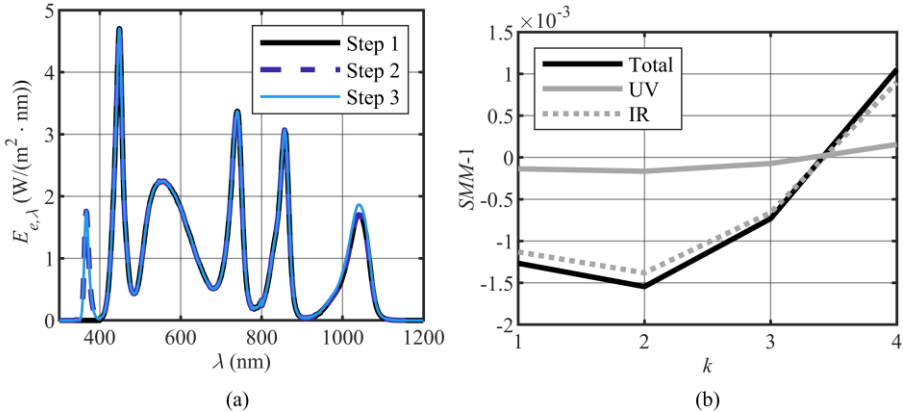 (a)
5
4
3
2
1
0
E_{e,λ} (W/(m² · nm))
Step 1
Step 2
Step 3
400 600 800 1000 1200
λ (nm)
(a)
×10⁻³
1.5
1
0.5
0
-0.5
-1
-1.5
-2
SMM-1
Total
UV
IR
1 2 3 4
k
(b)